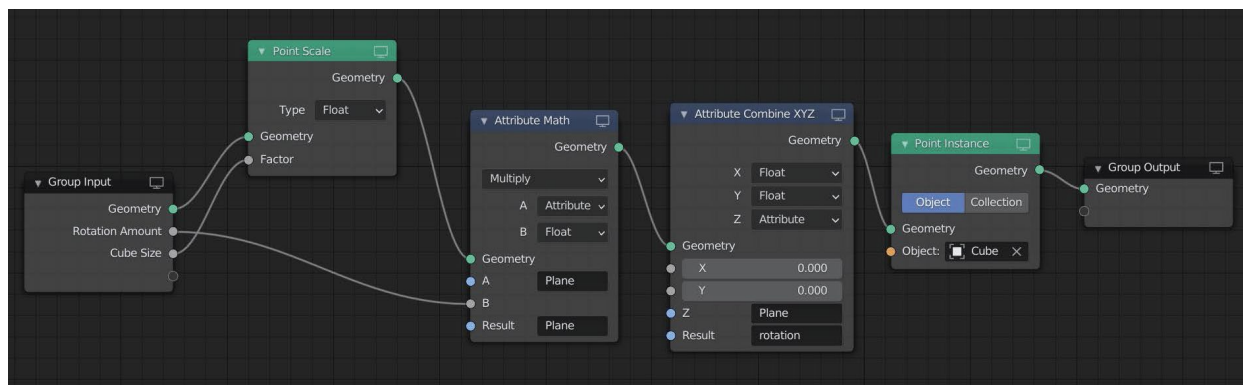 Group Input
Geometry
Rotation Amount
Cube Size
Point Scale
Geometry
Type Float
Geometry
Factor
Attribute Math
Geometry
Multiply
A Attribute
B Float
Geometry
A Plane
B
Result Plane
Attribute Combine XYZ
Geometry
X Float
Y Float
Z Attribute
Geometry
X 0.000
Y 0.000
Z Plane
Result rotation
Point Instance
Geometry
Object Collection
Geometry
Object: Cube
Group Output
Geometry